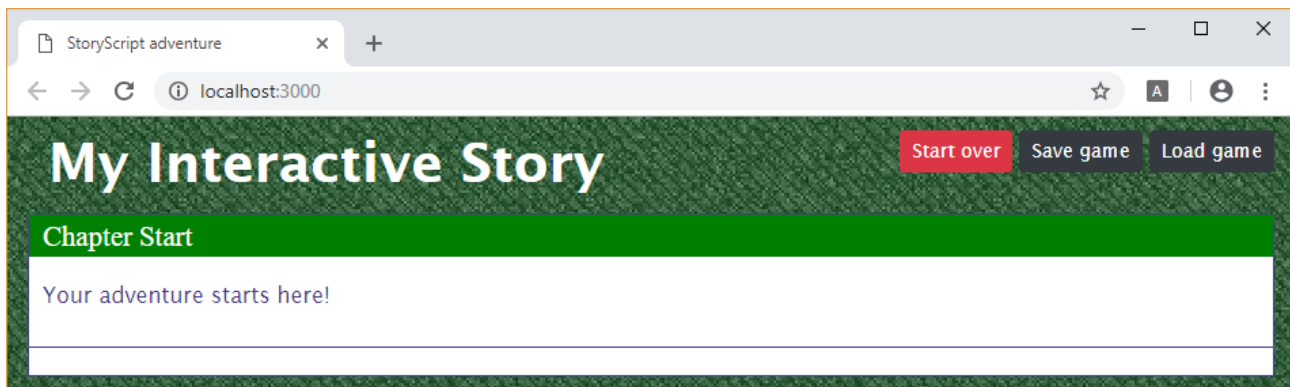 StoryScript adventure
localhost:3000
A
My Interactive Story
Start over Save game Load game
Chapter Start
Your adventure starts here!